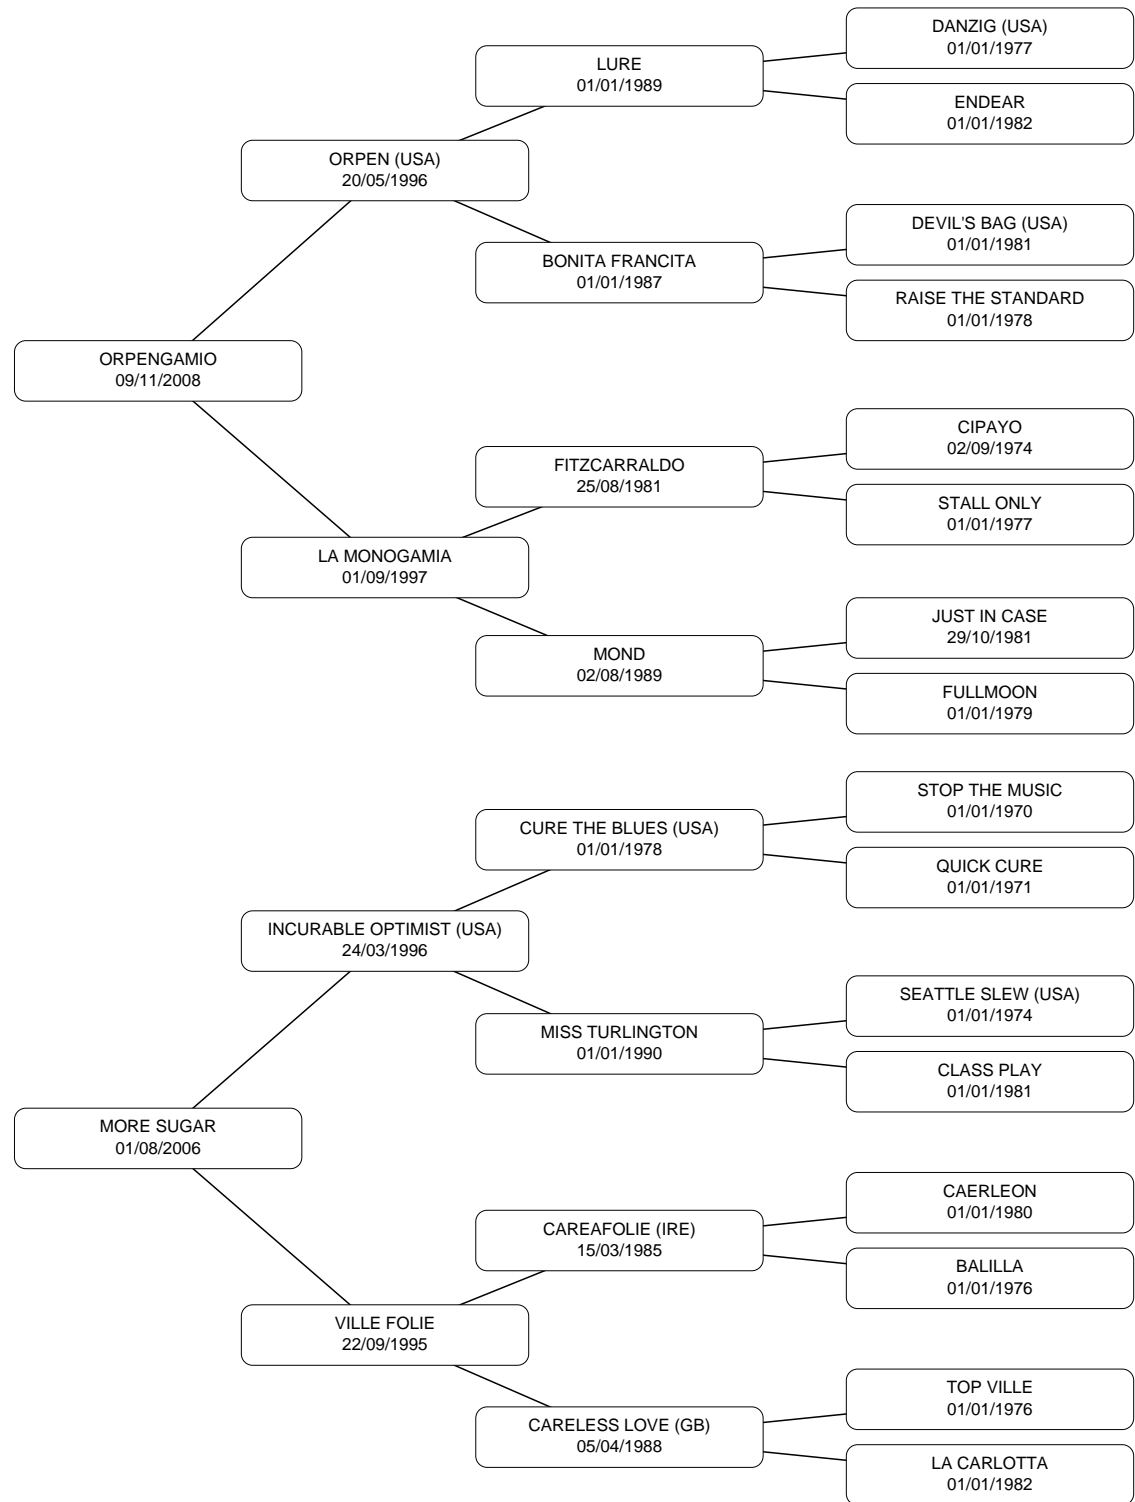 DANZIG (USA)
01/01/1977
LURE
01/01/1989
ENDEAR
01/01/1982
ORPEN (USA)
20/05/1996
DEVIL'S BAG (USA)
01/01/1981
BONITA FRANCITA
01/01/1987
RAISE THE STANDARD
01/01/1978
ORPENGAMIO
09/11/2008
CIPAYO
02/09/1974
FITZCARRALDO
25/08/1981
STALL ONLY
01/01/1977
LA MONOGAMIA
01/09/1997
JUST IN CASE
29/10/1981
MOND
02/08/1989
FULLMOON
01/01/1979
STOP THE MUSIC
01/01/1970
CURE THE BLUES (USA)
01/01/1978
QUICK CURE
01/01/1971
INCURABLE OPTIMIST (USA)
24/03/1996
SEATTLE SLEW (USA)
01/01/1974
MISS TURLINGTON
01/01/1990
CLASS PLAY
01/01/1981
MORE SUGAR
01/08/2006
CAERLEON
01/01/1980
CAREAFOLIE (IRE)
15/03/1985
BALILLA
01/01/1976
VILLE FOLIE
22/09/1995
TOP VILLE
01/01/1976
CARELESS LOVE (GB)
05/04/1988
LA CARLOTTA
01/01/1982